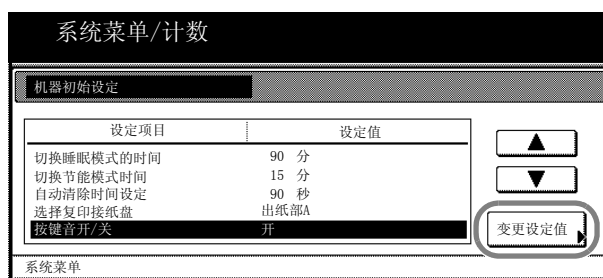 系统菜单/计数
机器初始设定
设定项目 设定值
切换睡眠模式的时间 90 分
切换节能模式时间 15 分
自动清除时间设定 90 秒
选择复印接纸盘 出纸部A
按键音开/关 开
变更设定值
系统菜单